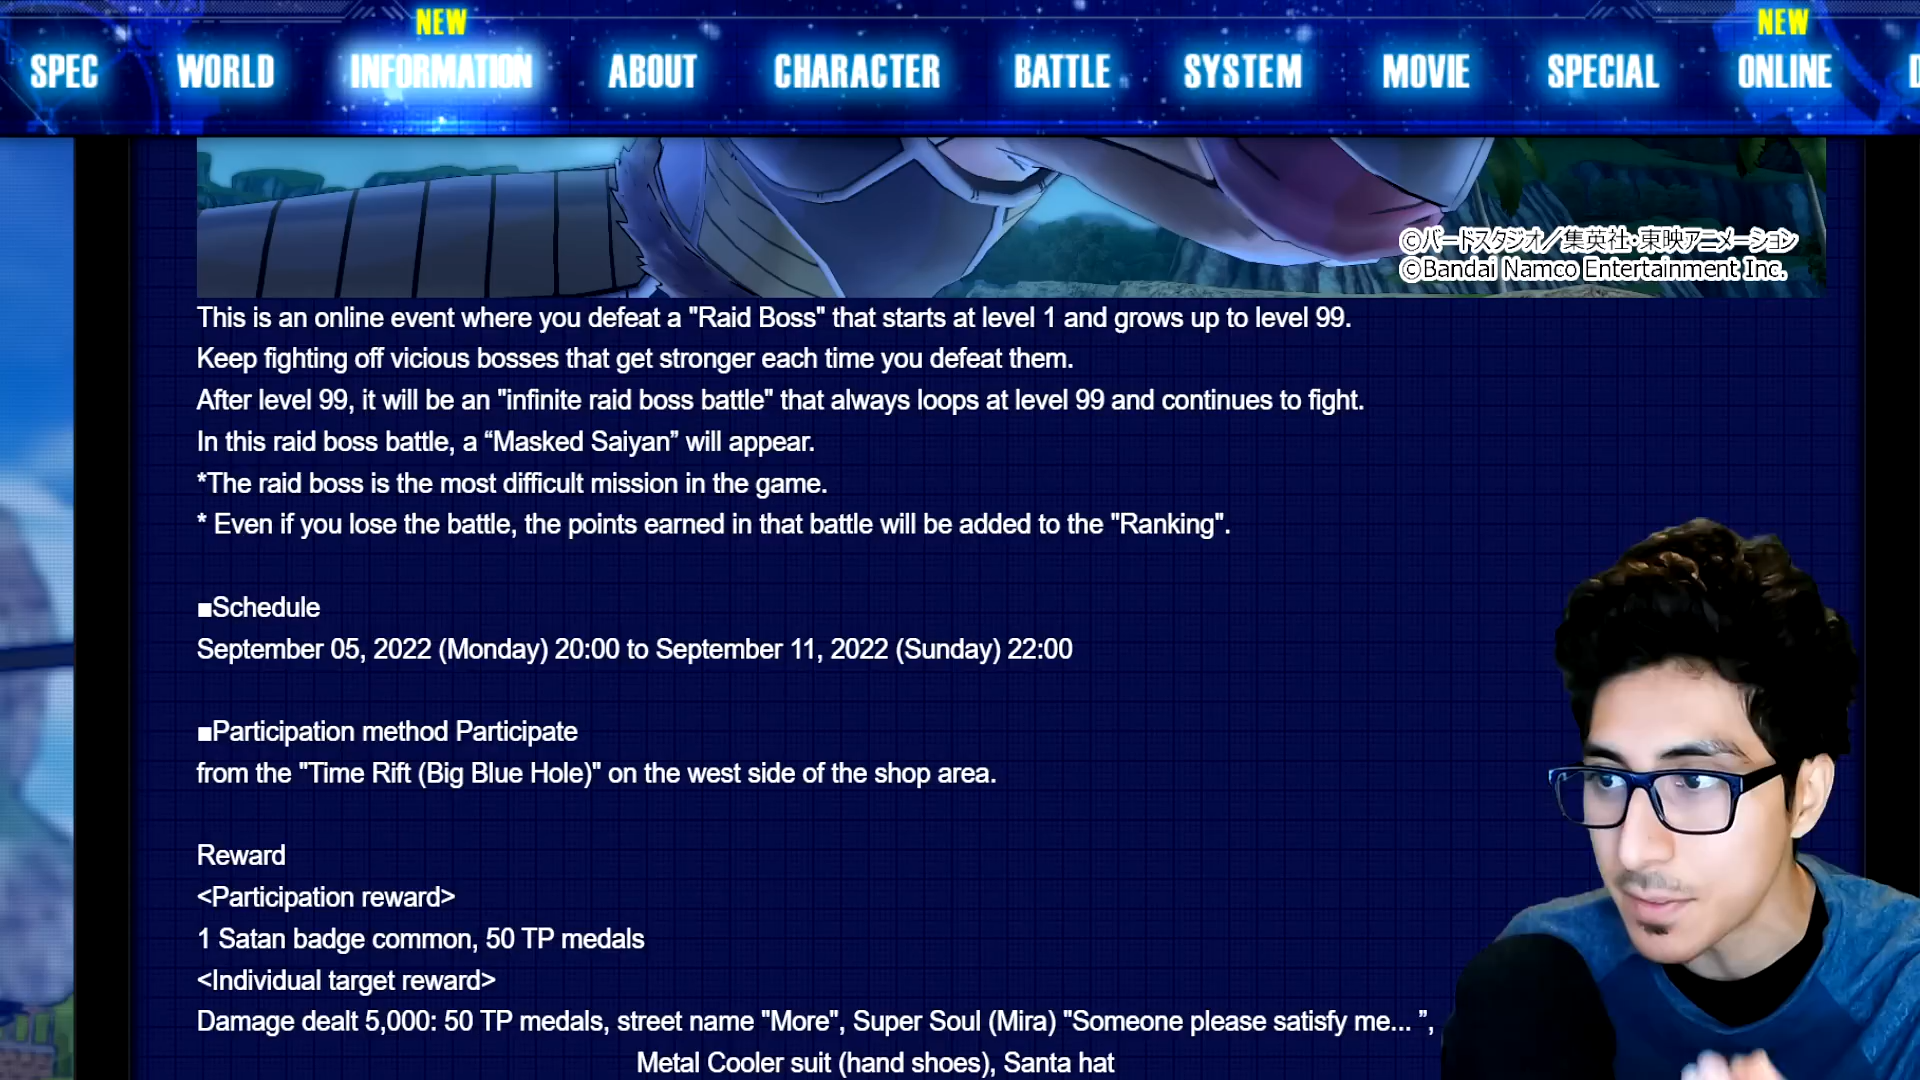 NEW
NEW
SPEC
WORLD
INFORMATION
ABOUT
CHARACTER
BATTLE
SYSTEM
MOVIE
SPECIAL
ONLINE
©バードスタジオ／集英社・東映アニメーション
©Bandai Namco Entertainment Inc.
This is an online event where you defeat a "Raid Boss" that starts at level 1 and grows up to level 99.
Keep fighting off vicious bosses that get stronger each time you defeat them.
After level 99, it will be an "infinite raid boss battle" that always loops at level 99 and continues to fight.
In this raid boss battle, a “Masked Saiyan” will appear.
*The raid boss is the most difficult mission in the game.
* Even if you lose the battle, the points earned in that battle will be added to the "Ranking".
■Schedule
September 05, 2022 (Monday) 20:00 to September 11, 2022 (Sunday) 22:00
■Participation method Participate
from the "Time Rift (Big Blue Hole)" on the west side of the shop area.
Reward
<Participation reward>
1 Satan badge common, 50 TP medals
<Individual target reward>
Damage dealt 5,000: 50 TP medals, street name "More", Super Soul (Mira) "Someone please satisfy me... ”,
Metal Cooler suit (hand shoes), Santa hat